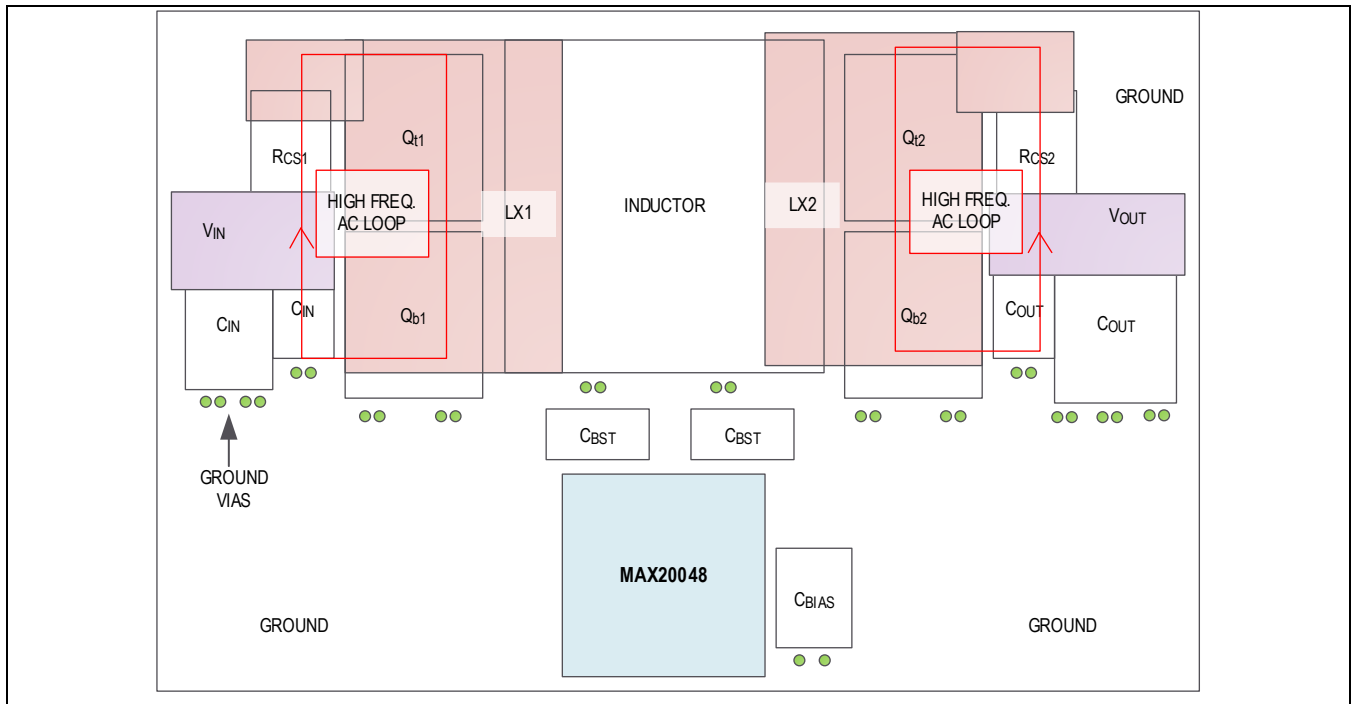 GROUND
RCS1
Qt1
Qt2
RCS2
HIGH FREQ.
AC LOOP
LX1
INDUCTOR
LX2
HIGH FREQ.
AC LOOP
VIN
VOUT
CIN
CIN
Qb1
Qb2
COUT
COUT
CBST
CBST
GROUND
VIAS
MAX20048
CBIAS
GROUND
GROUND